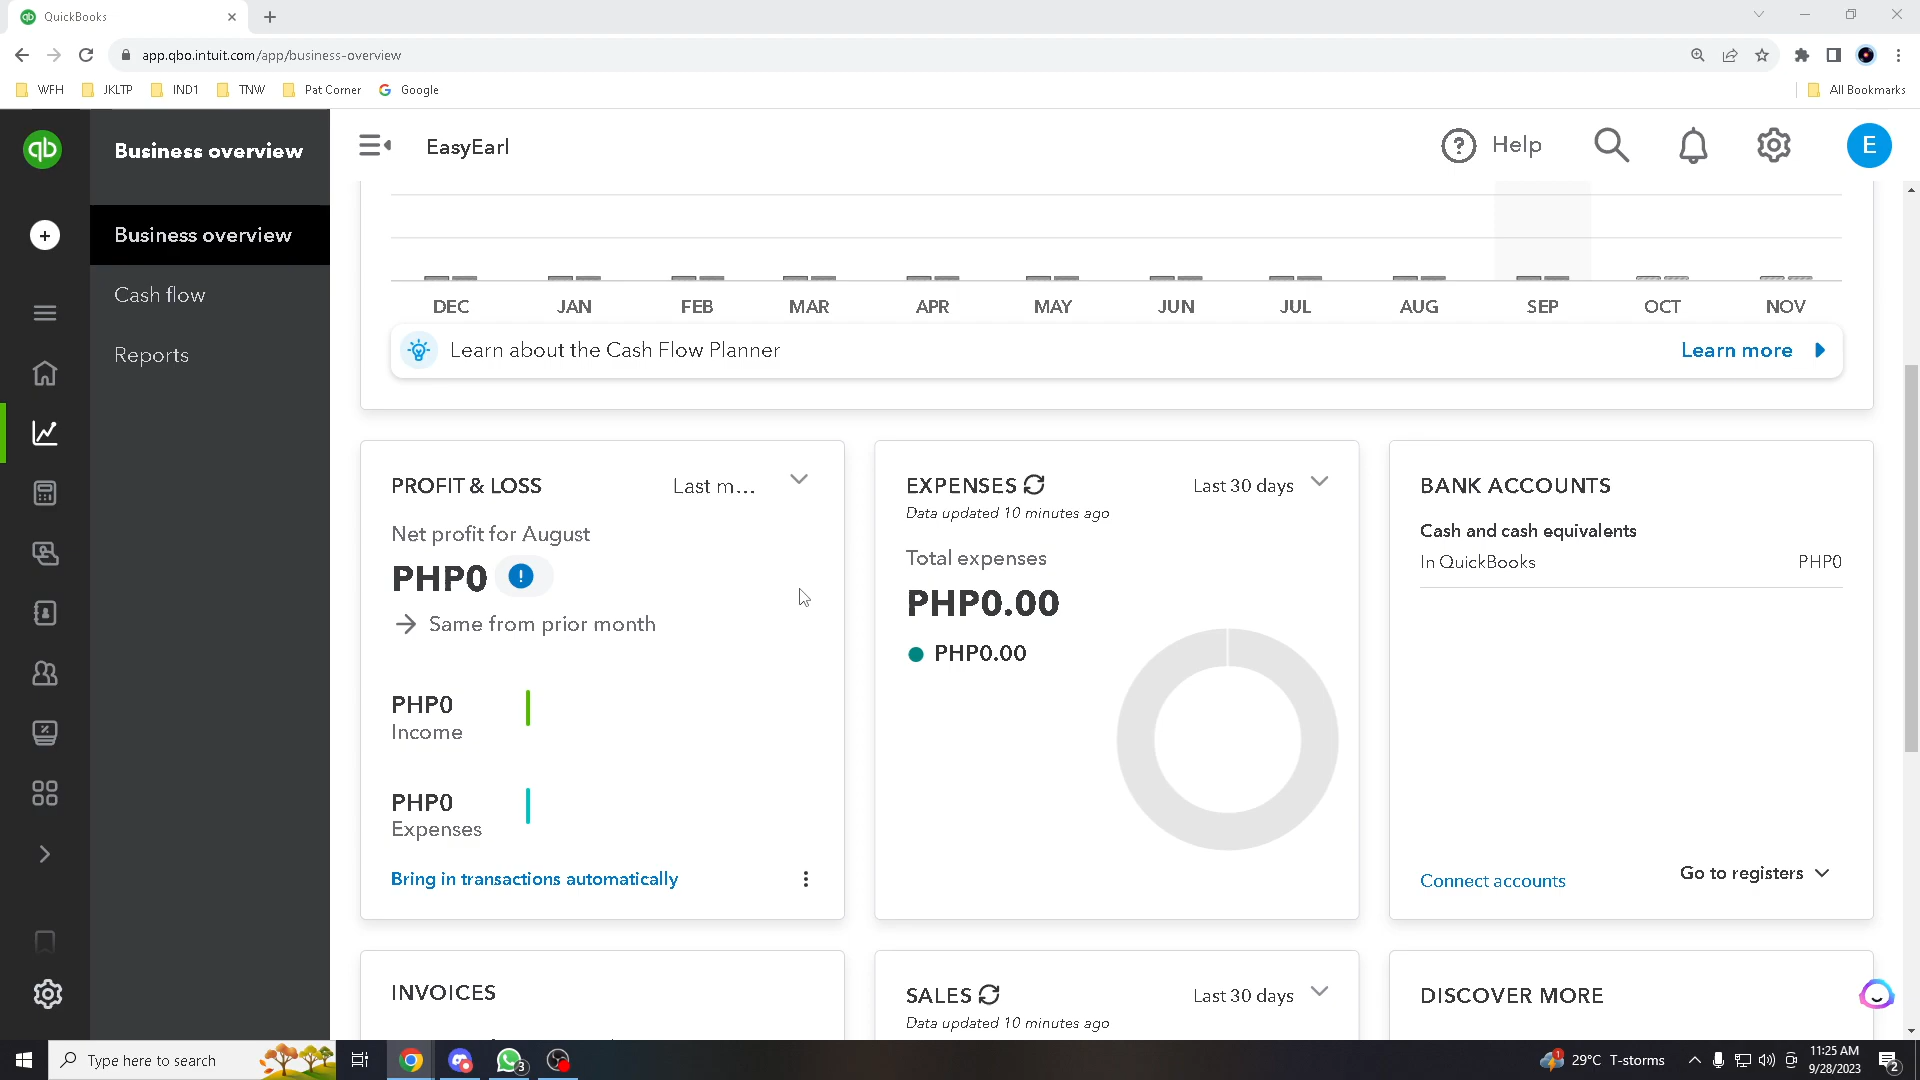 QuickBooks
app.qbo.intuit.com/app/business-overview
WFH JKLTP IND1 TNW Pat Corner Google All Bookmarks
qb Business overview EasyEarl Help E
Business overview
Cash flow
Reports
DEC JAN FEB MAR APR MAY JUN JUL AUG SEP OCT NOV
Learn about the Cash Flow Planner Learn more
PROFIT & LOSS Last m...
Net profit for August
PHP0
Same from prior month
PHP0
Income
PHP0
Expenses
Bring in transactions automatically
EXPENSES Last 30 days
Data updated 10 minutes ago
Total expenses
PHP0.00
PHP0.00
BANK ACCOUNTS
Cash and cash equivalents
In QuickBooks PHP0
Connect accounts Go to registers
INVOICES
SALES Last 30 days
Data updated 10 minutes ago
DISCOVER MORE
Type here to search
3
1
29°C T-storms
11:25 AM
9/28/2023
2